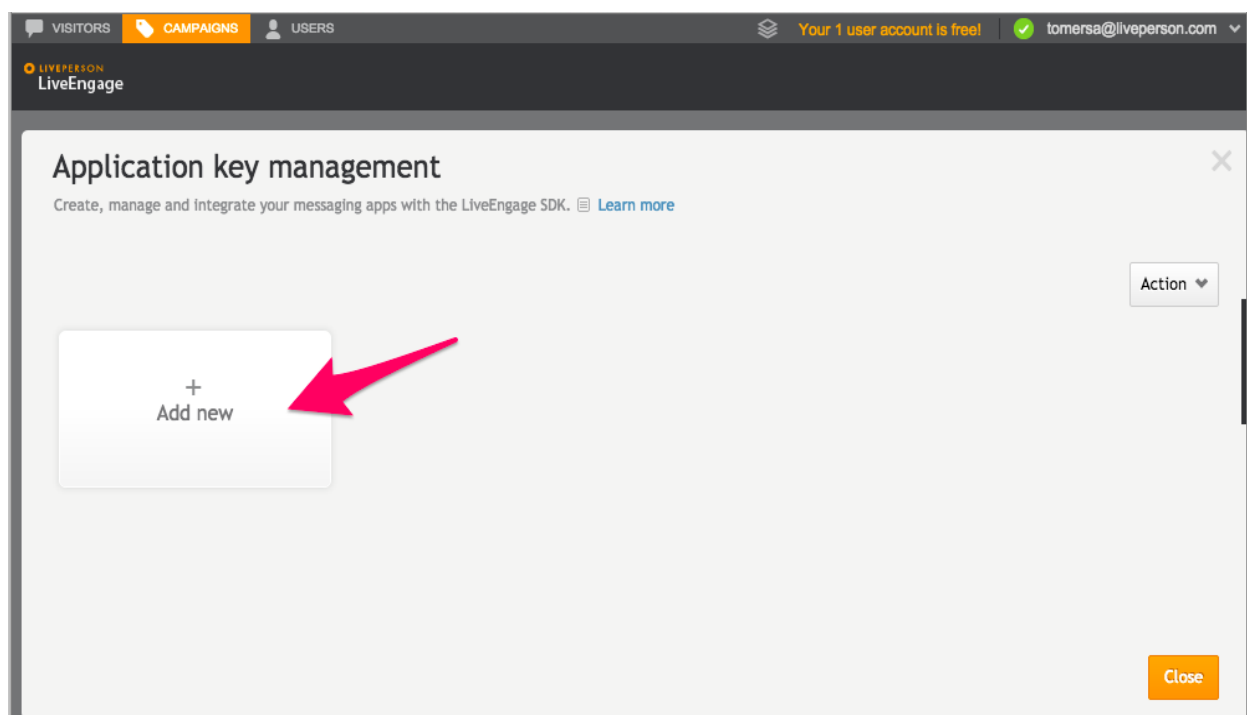 VISITORS CAMPAIGNS USERS Your 1 user account is free! tomersa@liveperson.com
LIVEPERSON
LiveEngage
Application key management
Create, manage and integrate your messaging apps with the LiveEngage SDK. Learn more
Action
+
Add new
Close